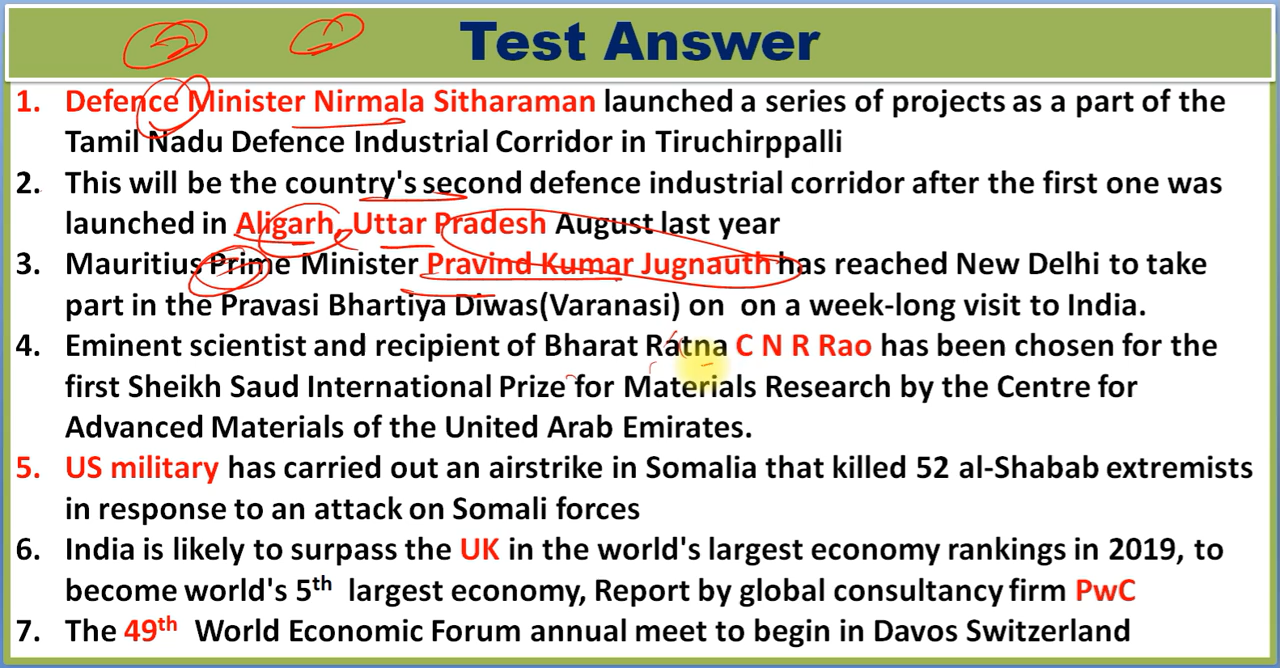 Test Answer
1. Defence Minister Nirmala Sitharaman launched a series of projects as a part of the
Tamil Nadu Defence Industrial Corridor in Tiruchirppalli
2. This will be the country's second defence industrial corridor after the first one was
launched in Aligarh, Uttar Pradesh August last year
3. Mauritius Prime Minister Pravind Kumar Jugnauth has reached New Delhi to take
part in the Pravasi Bhartiya Diwas(Varanasi) on on a week-long visit to India.
4. Eminent scientist and recipient of Bharat Ratna C N R Rao has been chosen for the
first Sheikh Saud International Prize for Materials Research by the Centre for
Advanced Materials of the United Arab Emirates.
5. US military has carried out an airstrike in Somalia that killed 52 al-Shabab extremists
in response to an attack on Somali forces
6. India is likely to surpass the UK in the world's largest economy rankings in 2019, to
become world's 5th largest economy, Report by global consultancy firm PwC
7. The 49th World Economic Forum annual meet to begin in Davos Switzerland